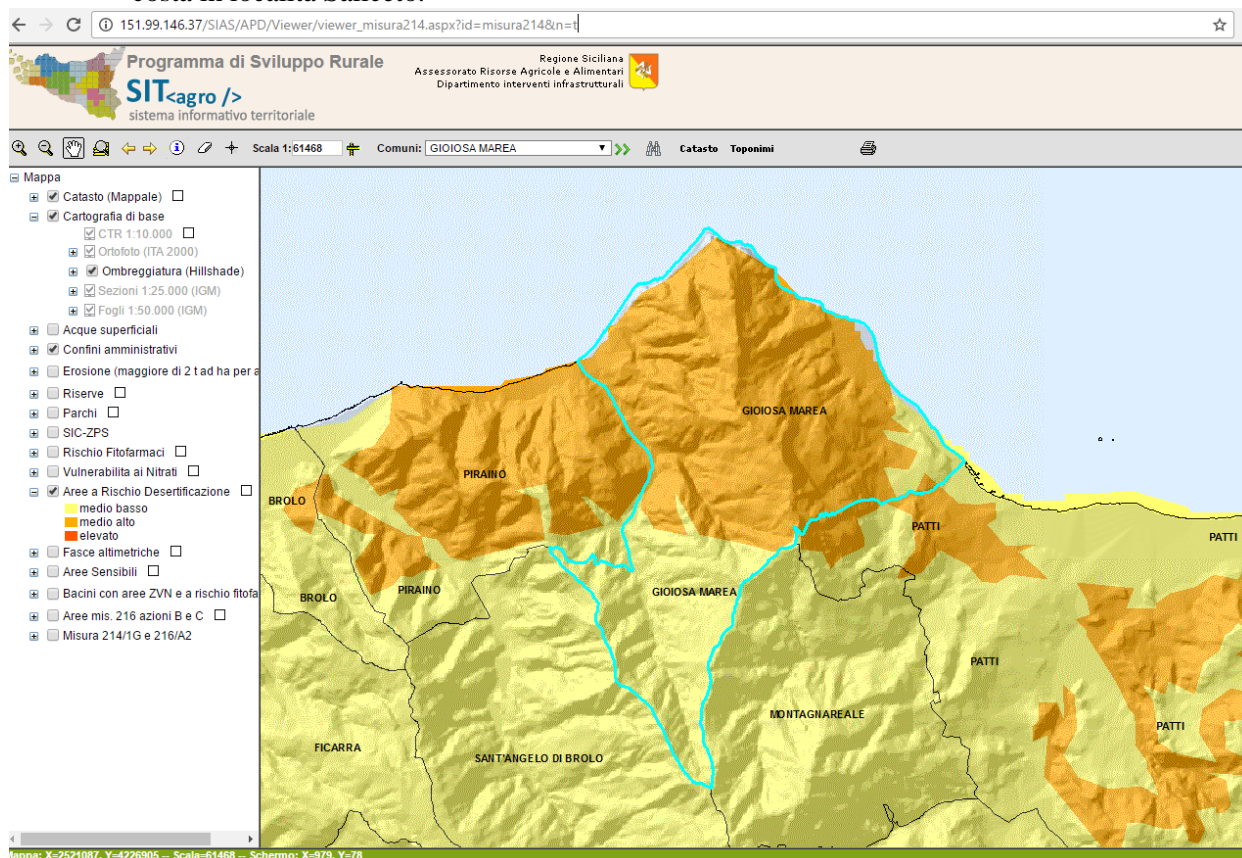 151.99.146.37/SIAS/APD/Viewer/viewer_misura214.aspx?id=misura214&n=t
Programma di Sviluppo Rurale
SIT<agro />
sistema informativo territoriale
Regione Siciliana
Assessorato Risorse Agricole e Alimentari
Dipartimento interventi infrastrutturali
Scala 1:61468 Comuni: GIOIOSA MAREA Catasto Toponimi
Mappa
Catasto (Mappale)
Cartografia di base
CTR 1:10.000
Ortofoto (ITA 2000)
Ombreggiatura (Hillshade)
Sezioni 1:25.000 (IGM)
Fogli 1:50.000 (IGM)
Acque superficiali
Confini amministrativi
Erosione (maggiore di 2 t ad ha per a
Riserve
Parchi
SIC-ZPS
Rischio Fitofarmaci
Vulnerabilita ai Nitrati
Aree a Rischio Desertificazione
medio basso
medio alto
elevato
Fasce altimetriche
Aree Sensibili
Bacini con aree ZVN e a rischio fitofa
Aree mis. 216 azioni B e C
Misura 214/1G e 216/A2
GIOIOSA MAREA
PIRAINO
BROLO
PATTI
PATTI
PIRAINO
BROLO
GIOIOSA MAREA
PATTI
MONTAGNAREALE
PATTI
FICARRA
SANT'ANGELO DI BROLO
Mappa: X=2521087, Y=4226905 -- Scala=61468 -- Schermo: X=979, Y=78